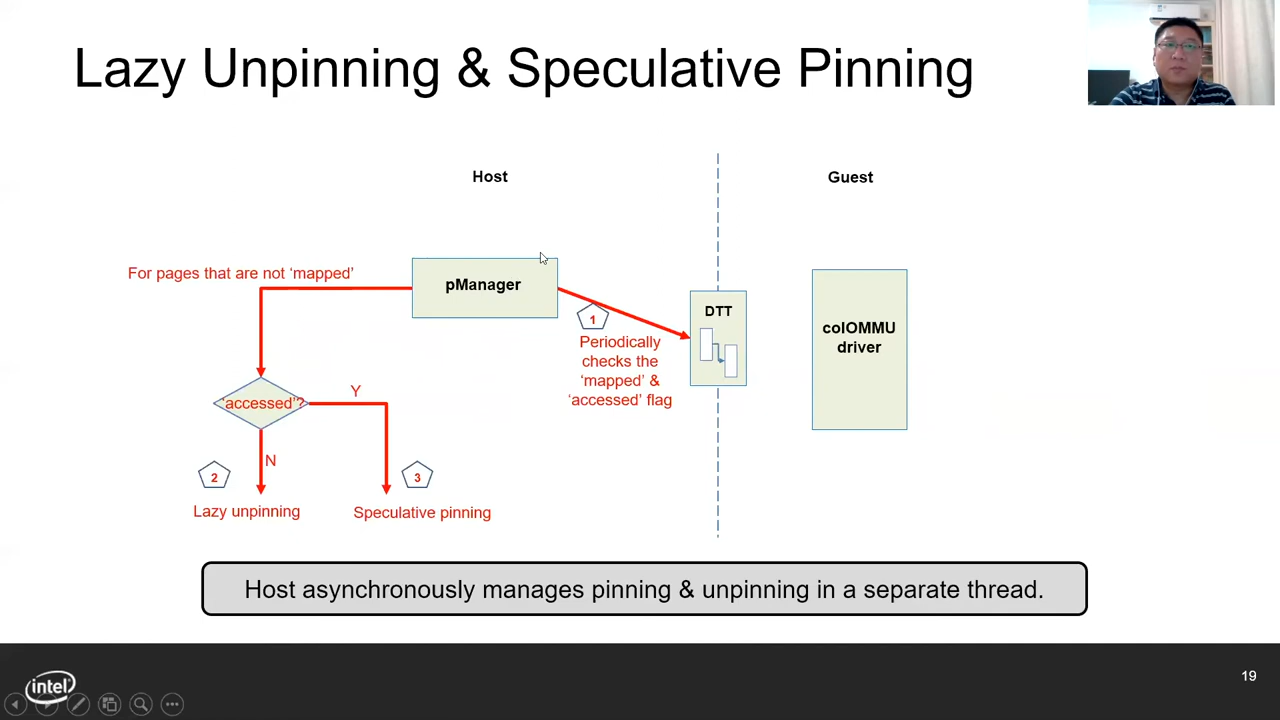 Lazy Unpinning & Speculative Pinning
Host
Guest
For pages that are not ‘mapped’
pManager
1
Periodically
checks the
‘mapped’ &
‘accessed’ flag
DTT
coIOMMU
driver
‘accessed’?
Y
N
2
3
Lazy unpinning
Speculative pinning
Host asynchronously manages pinning & unpinning in a separate thread.
intel
19